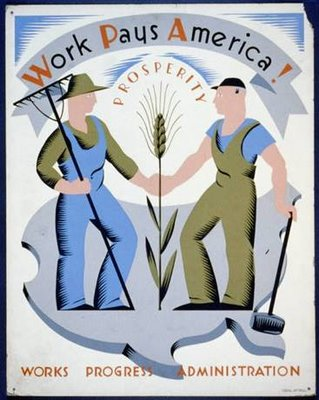 Work Pays America!
PROSPERITY
WORKS PROGRESS ADMINISTRATION